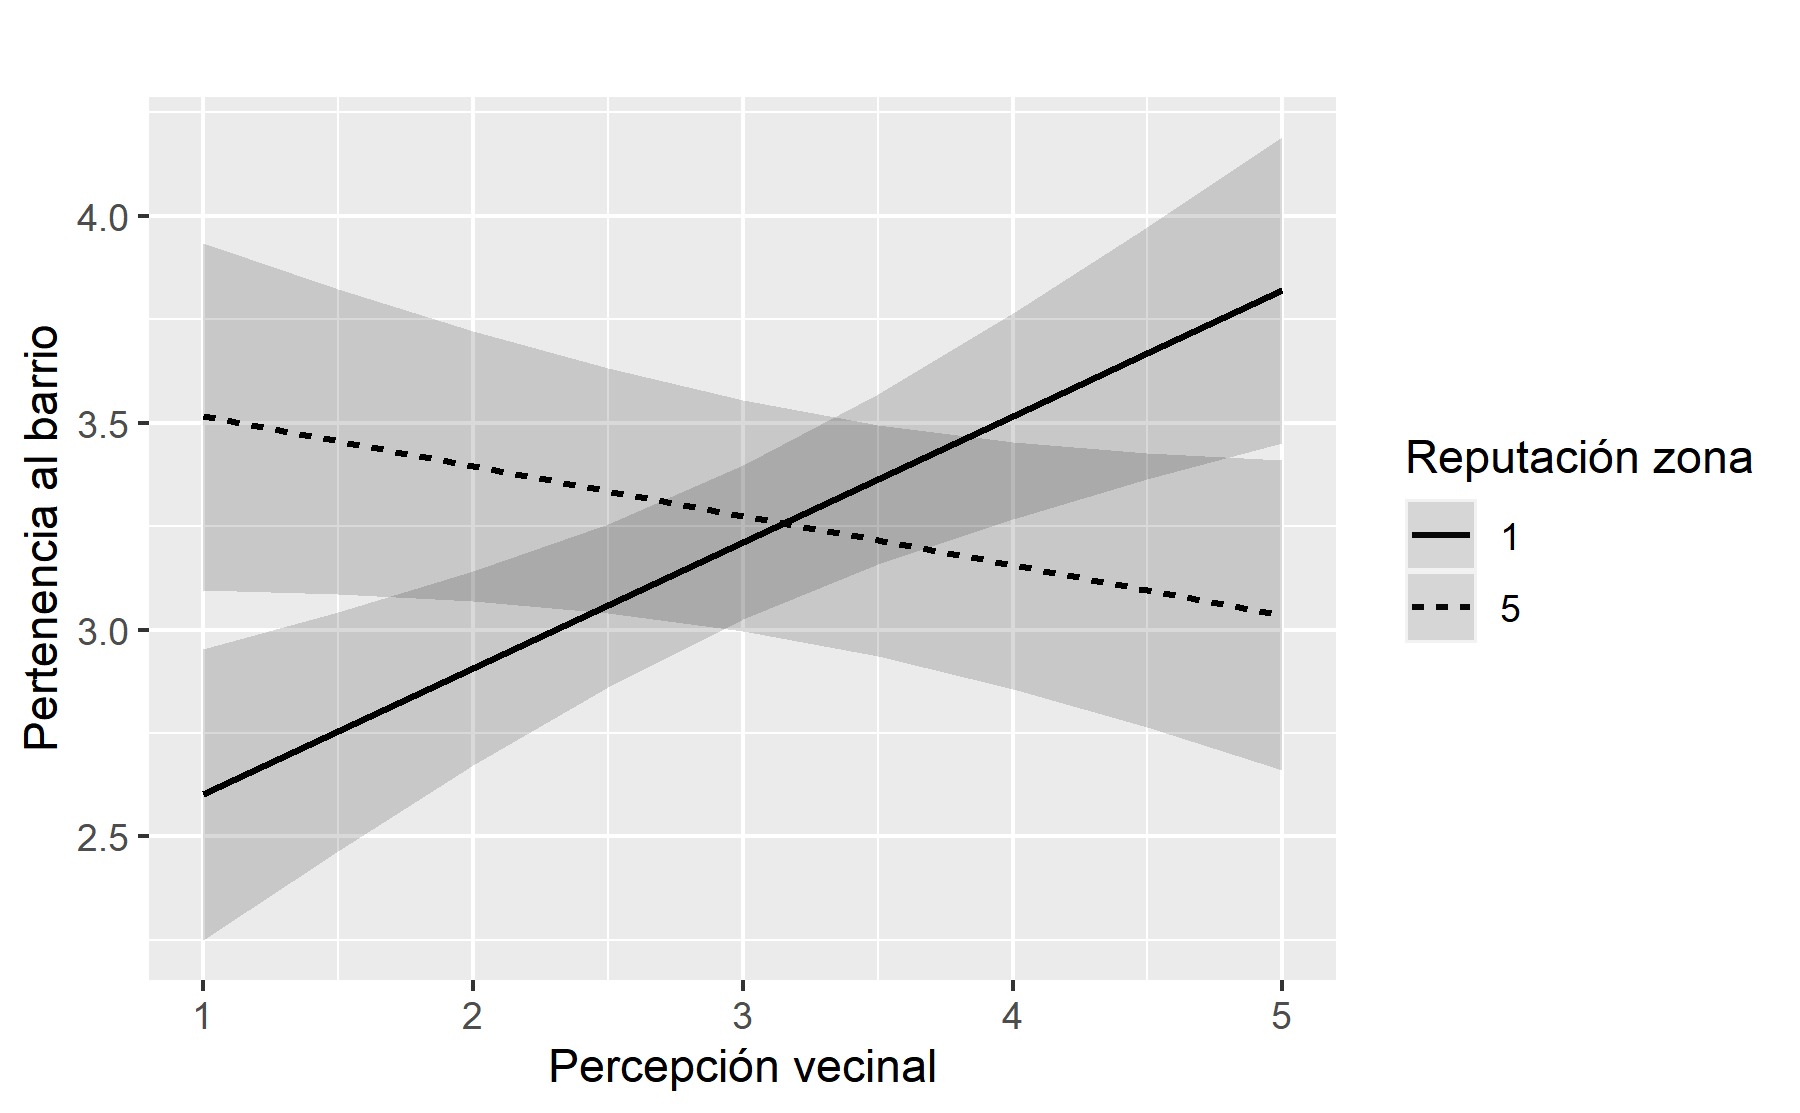 Pertenencia al barrio
4.0
3.5
3.0
2.5
1 2 3 4 5
Percepción vecinal
Reputación zona
1
5